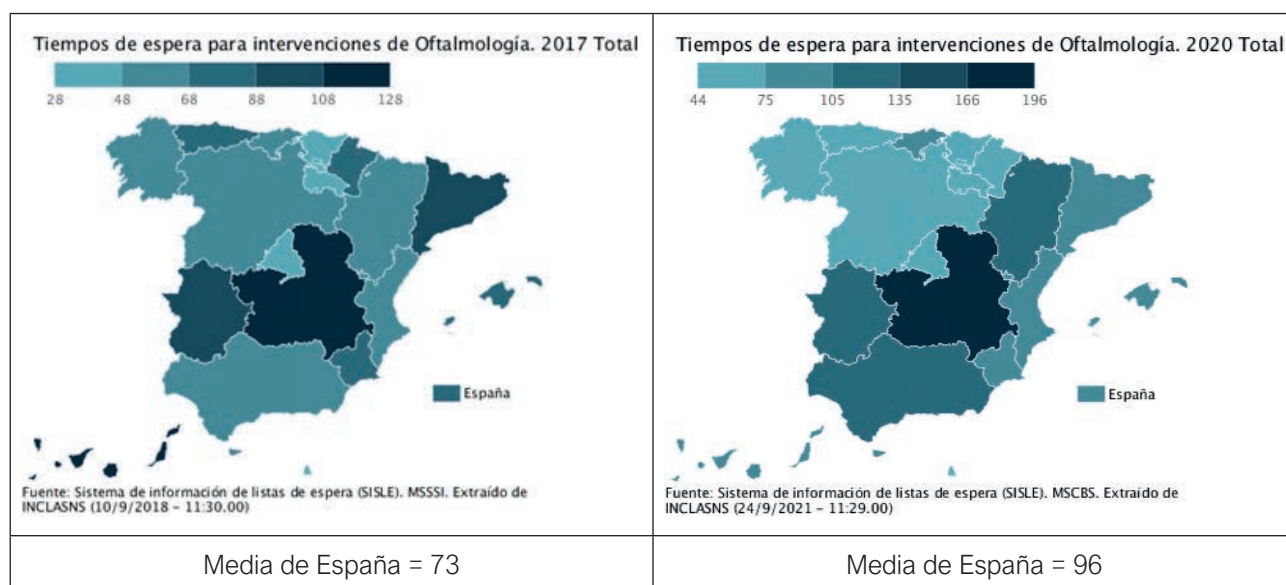 Tiempos de espera para intervenciones de Oftalmología. 2017 Total
28 48 68 88 108 128
España
Fuente: Sistema de información de listas de espera (SISLE). MSSSI. Extraído de
INCLASNS (10/9/2018 - 11:30.00)
Media de España = 73
Tiempos de espera para intervenciones de Oftalmología. 2020 Total
44 75 105 135 166 196
España
Fuente: Sistema de información de listas de espera (SISLE). MSCBS. Extraído de
INCLASNS (24/9/2021 - 11:29.00)
Media de España = 96